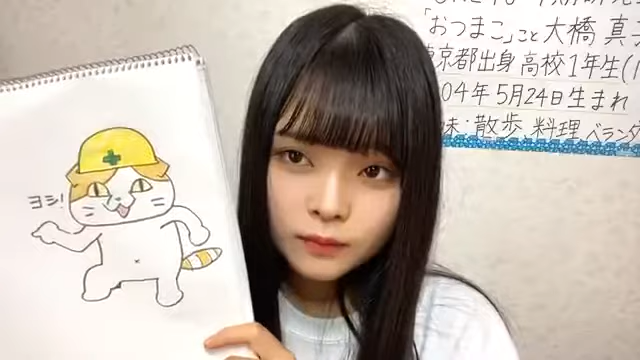 ヨシ!
「おつまこ」こと大橋真
東京都出身 高校1年生(
04年5月24日生まれ
味:散歩 料理 ベランダ